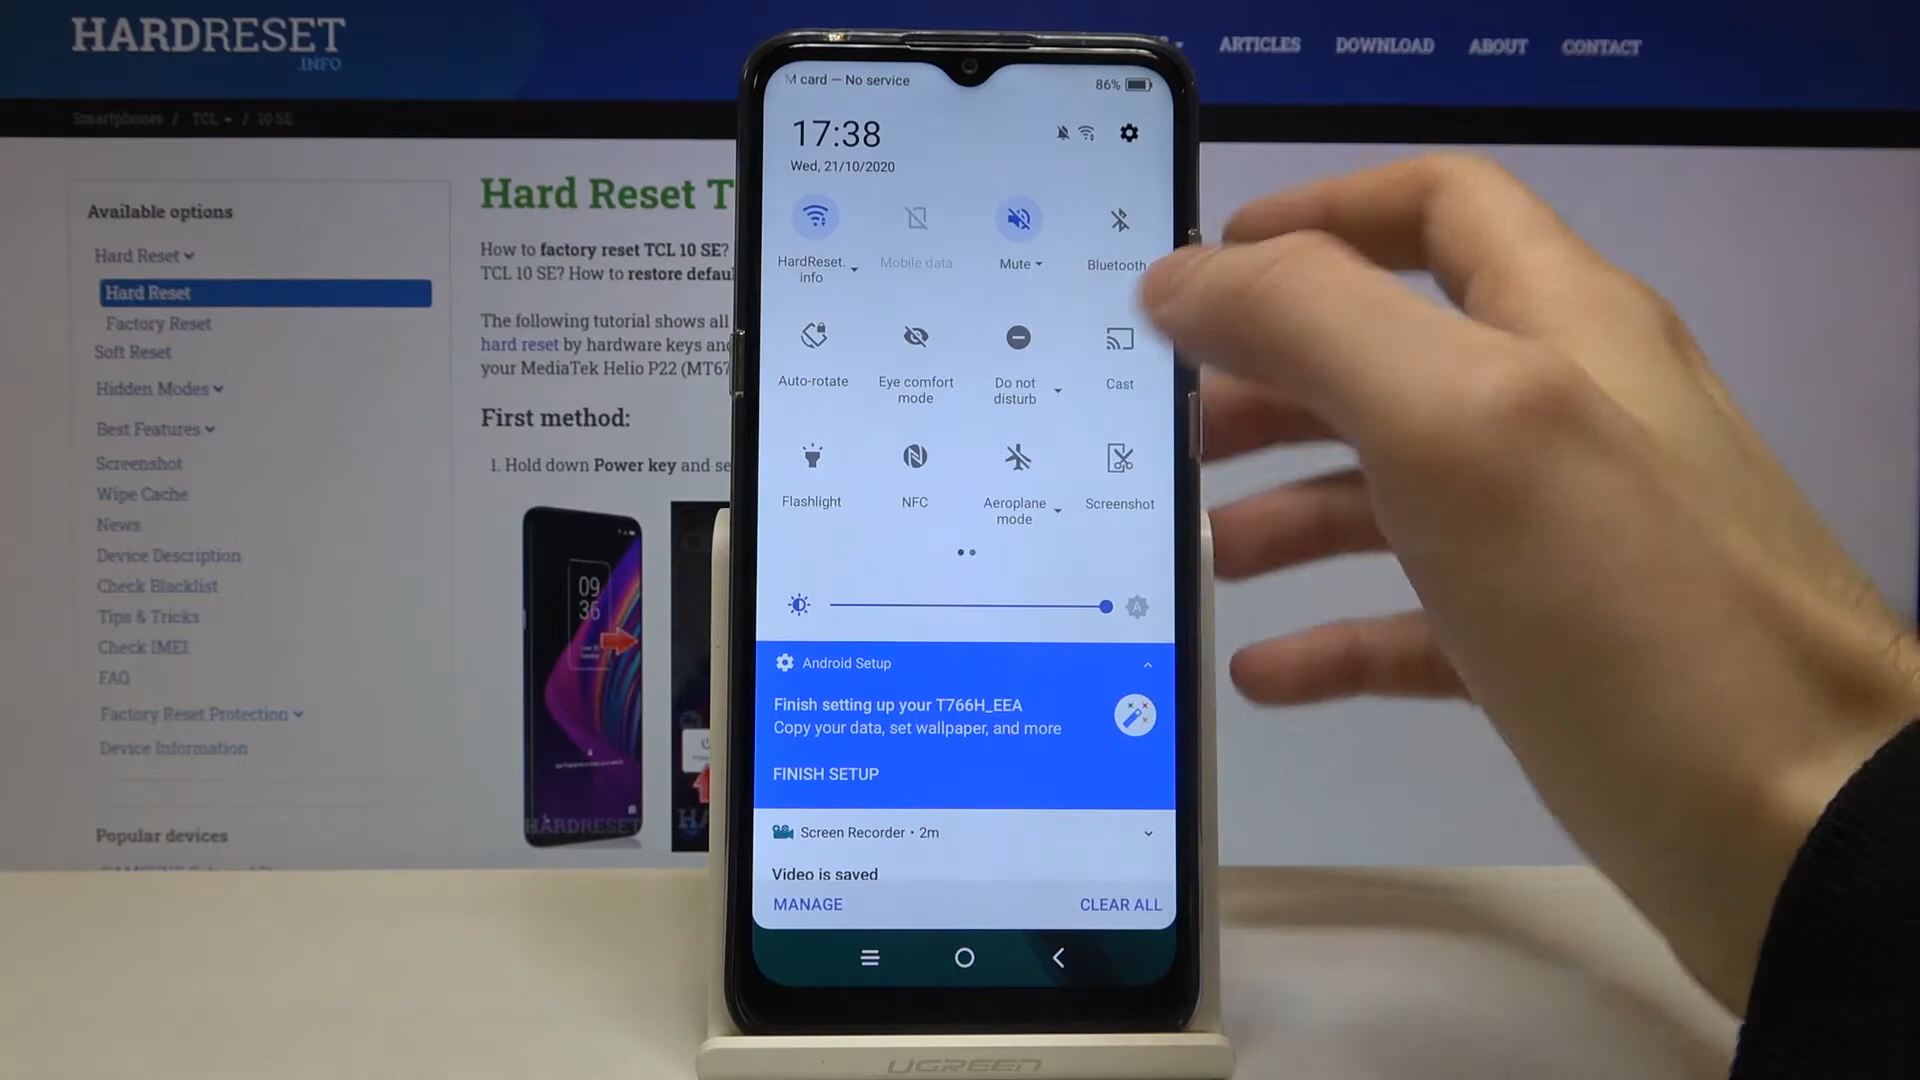 HARDRESET
.INFO
ARTICLES
DOWNLOAD
ABOUT
CONTACT
Smartphones / TCL / 10 SE
Available options
Hard Reset
Hard Reset
Factory Reset
Soft Reset
Hidden Modes
Best Features
Screenshot
Wipe Cache
News
Device Description
Check Blacklist
Tips & Tricks
Check IMEI
FAQ
Factory Reset Protection
Device Information
Popular devices
Hard Reset T
How to factory reset TCL 10 SE?
TCL 10 SE? How to restore defau
The following tutorial shows all
hard reset by hardware keys and
your MediaTek Helio P22 (MT67
First method:
1. Hold down Power key and se
09
36
HARDRESET
M card — No service
86%
17:38
Wed, 21/10/2020
HardReset.
info
Mobile data
Mute
Bluetooth
Auto-rotate
Eye comfort
mode
Do not
disturb
Cast
Flashlight
NFC
Aeroplane
mode
Screenshot
A
Android Setup
Finish setting up your T766H_EEA
Copy your data, set wallpaper, and more
FINISH SETUP
Screen Recorder • 2m
Video is saved
MANAGE
CLEAR ALL
UGREEN